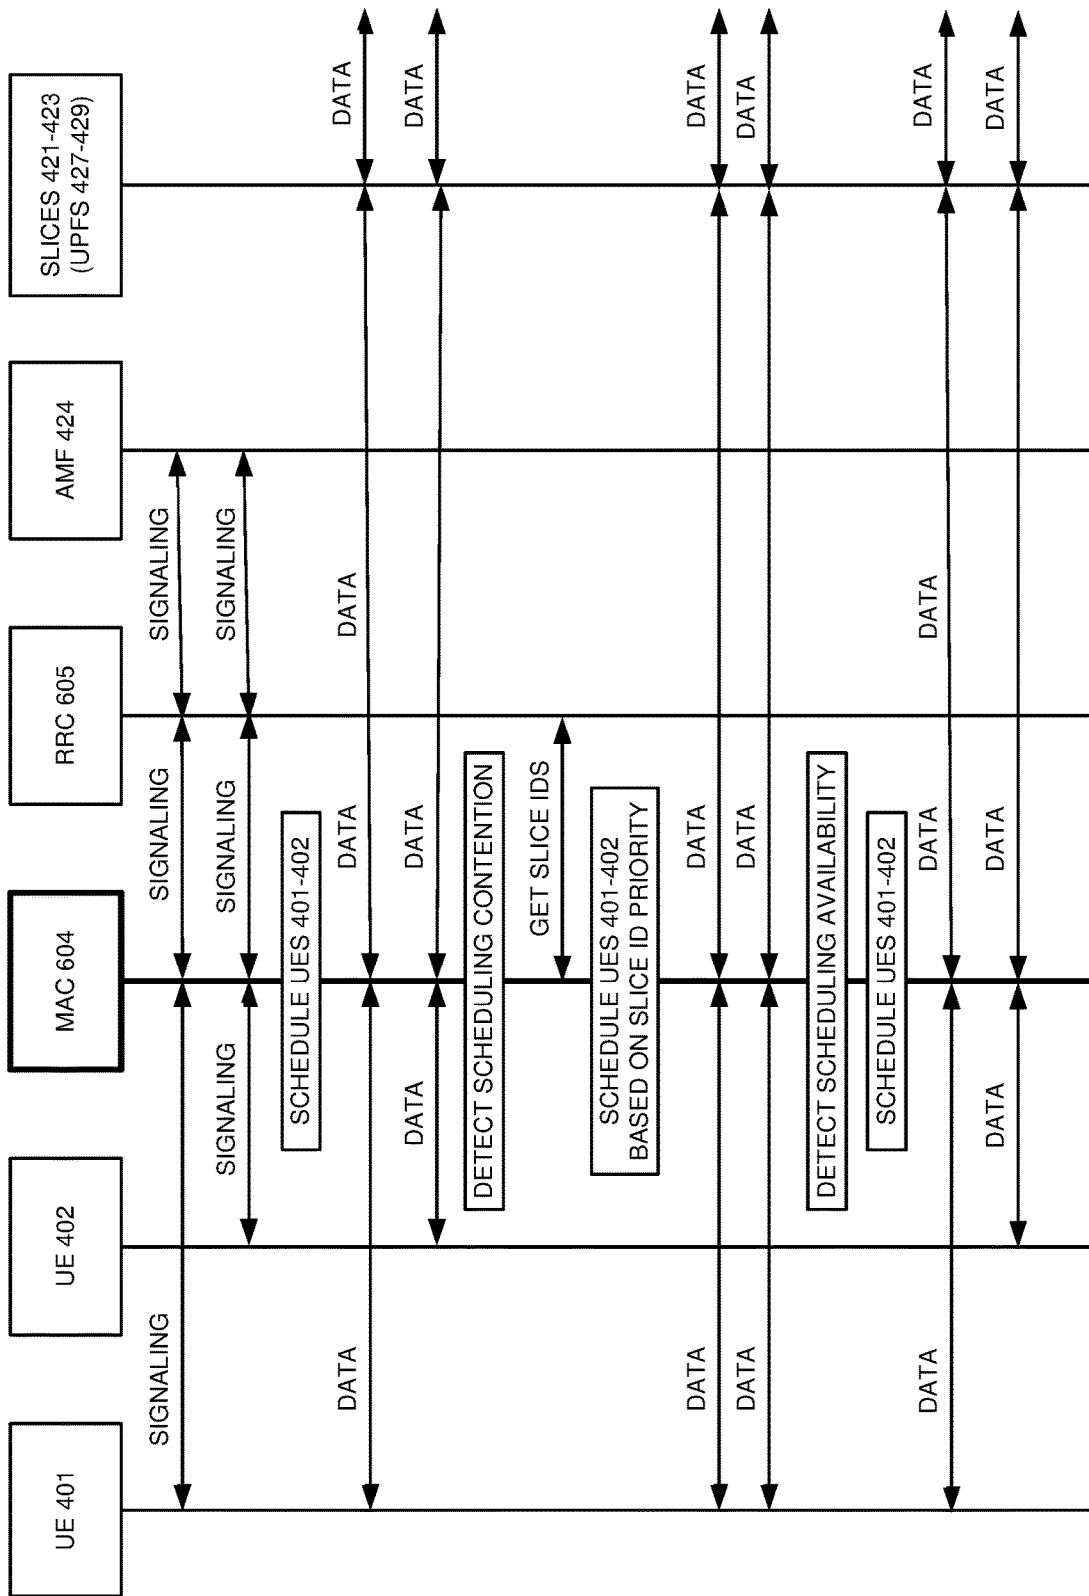 UE 401
UE 402
MAC 604
RRC 605
AMF 424
SLICES 421-423
(UPFS 427-429)
SIGNALING
SIGNALING
SIGNALING
SIGNALING
SIGNALING
SIGNALING
SCHEDULE UES 401-402
DATA
DATA
DATA
DATA
DATA
DATA
DATA
DETECT SCHEDULING CONTENTION
GET SLICE IDS
SCHEDULE UES 401-402
BASED ON SLICE ID PRIORITY
DATA
DATA
DATA
DATA
DATA
DATA
DETECT SCHEDULING AVAILABILITY
SCHEDULE UES 401-402
DATA
DATA
DATA
DATA
DATA
DATA
DATA